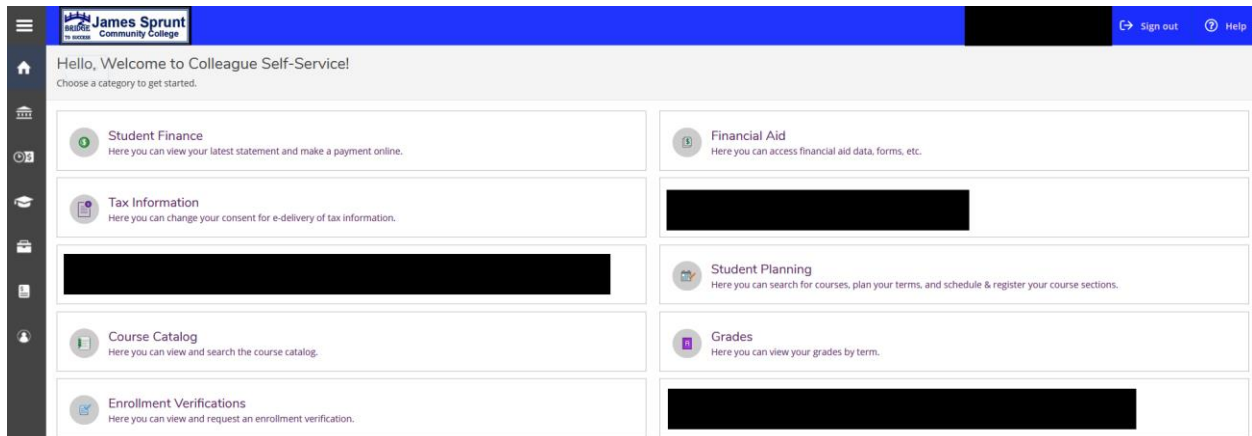 James Sprunt
BRIDGE Community College
TO SUCCESS
Sign out
Help
Hello, Welcome to Colleague Self-Service!
Choose a category to get started.
Student Finance
Here you can view your latest statement and make a payment online.
Financial Aid
Here you can access financial aid data, forms, etc.
Tax Information
Here you can change your consent for e-delivery of tax information.
Student Planning
Here you can search for courses, plan your terms, and schedule & register your course sections.
Course Catalog
Here you can view and search the course catalog.
Grades
Here you can view your grades by term.
Enrollment Verifications
Here you can view and request an enrollment verification.